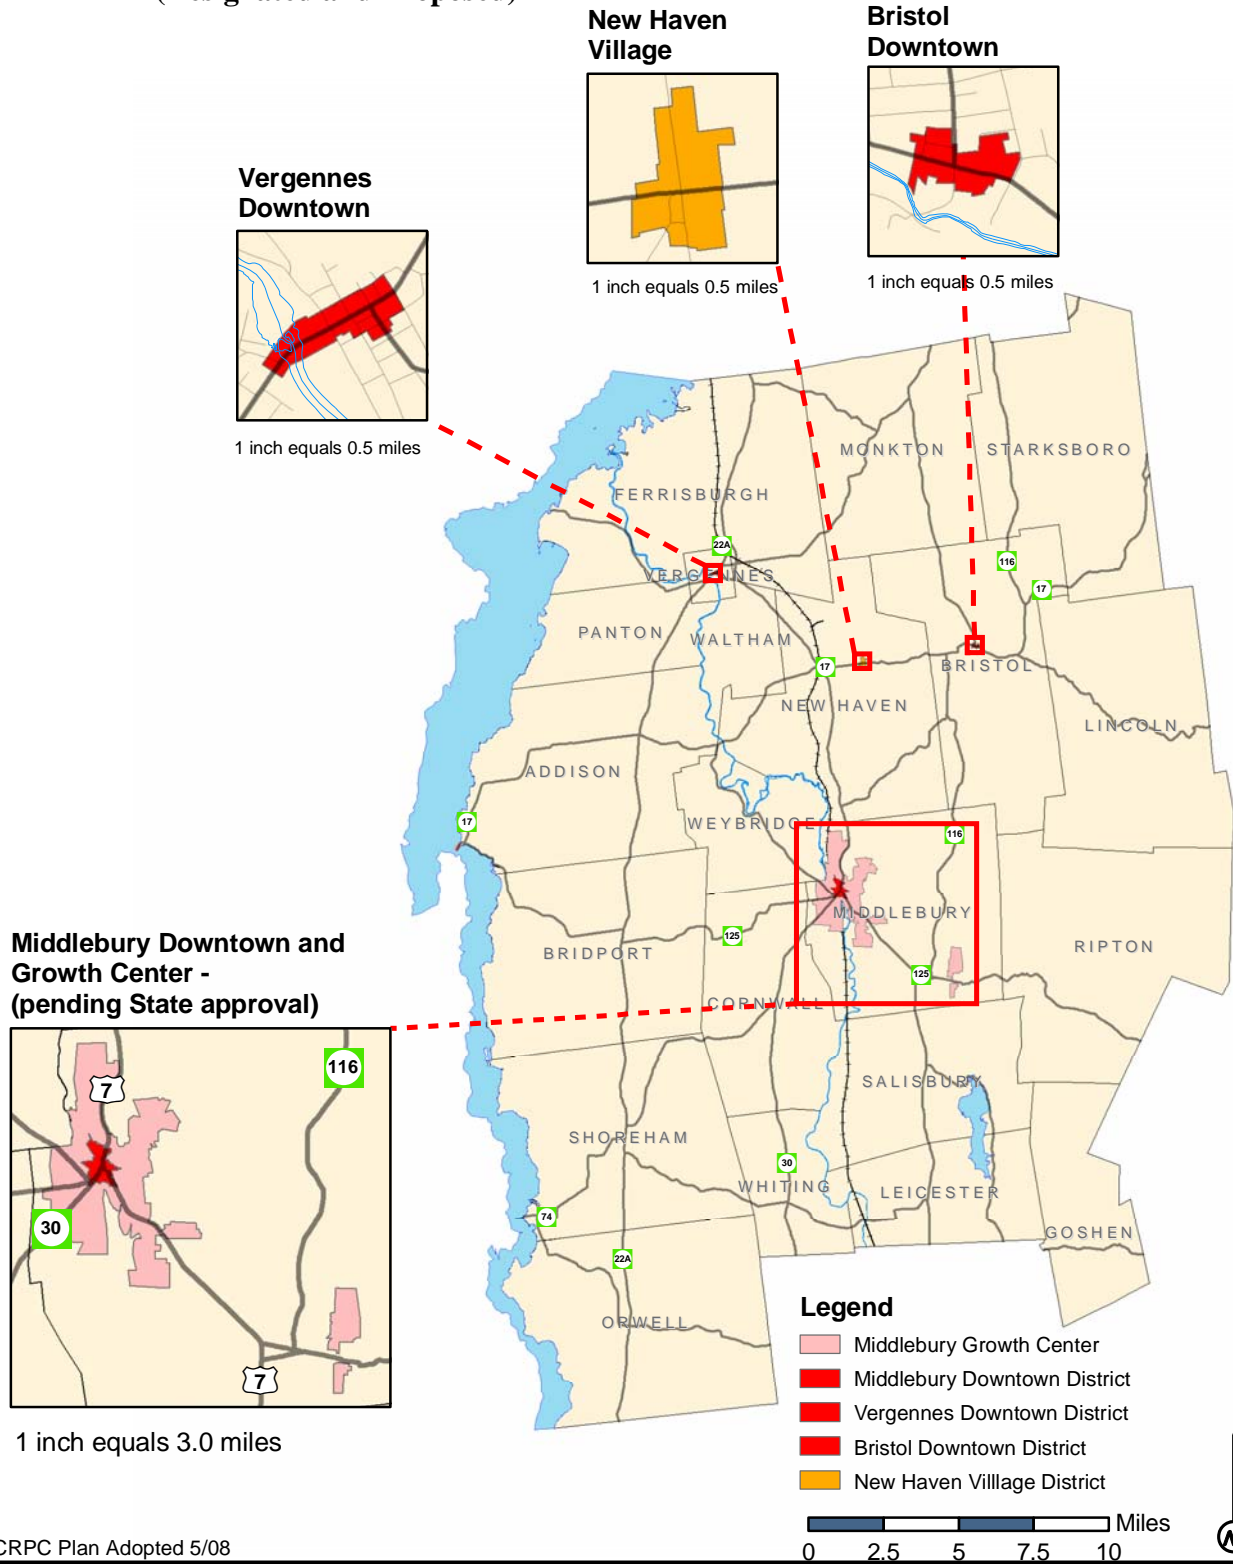 (Designated and Proposed)
New Haven
Village
Bristol
Downtown
Vergennes
Downtown
1 inch equals 0.5 miles
1 inch equals 0.5 miles
1 inch equals 0.5 miles
MONKTON
STARKSBORO
FERRISBURGH
22A
116
VERGENNES
17
PANTON
WALTHAM
17
BRISTOL
NEW HAVEN
LINCOLN
ADDISON
17
WEYBRIDGE
116
MIDDLEBURY
125
BRIDPORT
RIPTON
125
CORNWALL
Middlebury Downtown and
Growth Center -
(pending State approval)
7
116
30
7
1 inch equals 3.0 miles
SALISBURY
SHOREHAM
30
WHITING
LEICESTER
74
GOSHEN
22A
ORWELL
Legend
Middlebury Growth Center
Middlebury Downtown District
Vergennes Downtown District
Bristol Downtown District
New Haven Villlage District
Miles
0 2.5 5 7.5 10
CRPC Plan Adopted 5/08